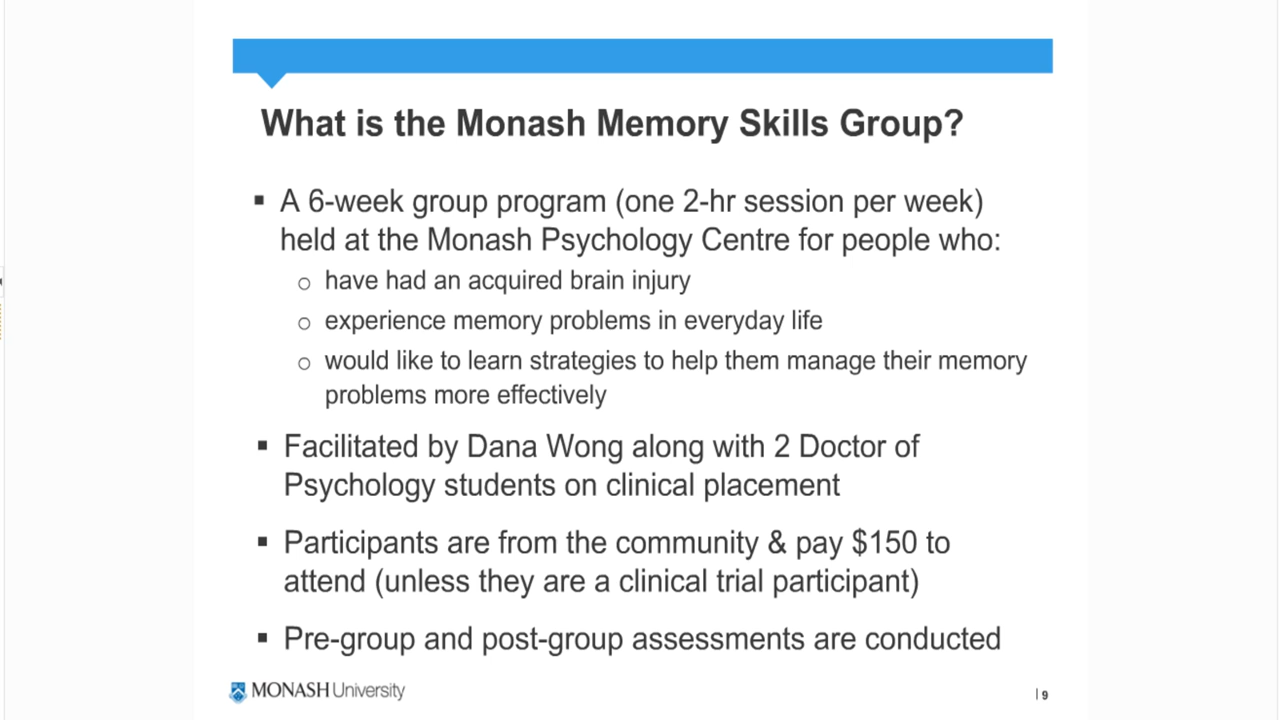 What is the Monash Memory Skills Group?
▪ A 6-week group program (one 2-hr session per week)
held at the Monash Psychology Centre for people who:
o have had an acquired brain injury
o experience memory problems in everyday life
o would like to learn strategies to help them manage their memory
problems more effectively
▪ Facilitated by Dana Wong along with 2 Doctor of
Psychology students on clinical placement
▪ Participants are from the community & pay $150 to
attend (unless they are a clinical trial participant)
▪ Pre-group and post-group assessments are conducted
MONASH University
| 9